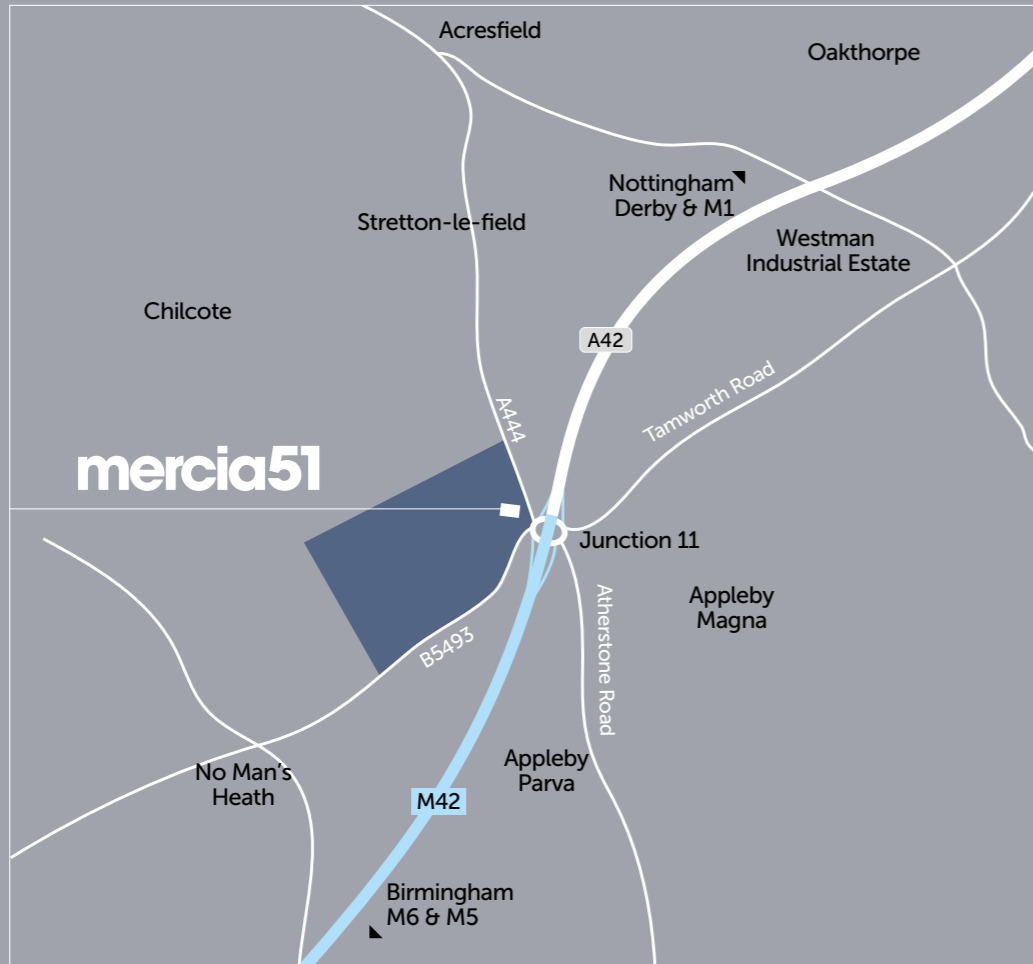 Acresfield
Oakthorpe
Nottingham
Derby & M1
Stretton-le-field
Westman
Industrial Estate
Chilcote
A42
Tamworth Road
A444
mercia51
Junction 11
Atherstone Road
Appleby
Magna
B5493
Appleby
Parva
No Man's
Heath
M42
Birmingham
M6 & M5